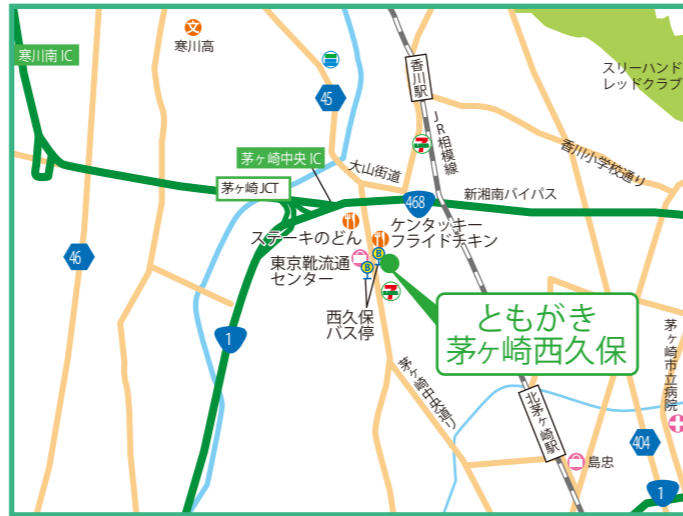 寒川南 IC
寒川高
45
香川駅
JR相模線
スリーハンド
レッドクラブ
香川小学校通り
大山街道
茅ヶ崎中央 IC
茅ヶ崎 JCT
468
新湘南バイパス
46
ステーキのどん
ケンタッキー
フライドチキン
東京靴流通
センター
B
B
7
7
西久保
バス停
ともがき
茅ヶ崎西久保
1
茅ヶ崎中央通り
北茅ヶ崎駅
茅ヶ崎市立病院
404
島忠
1